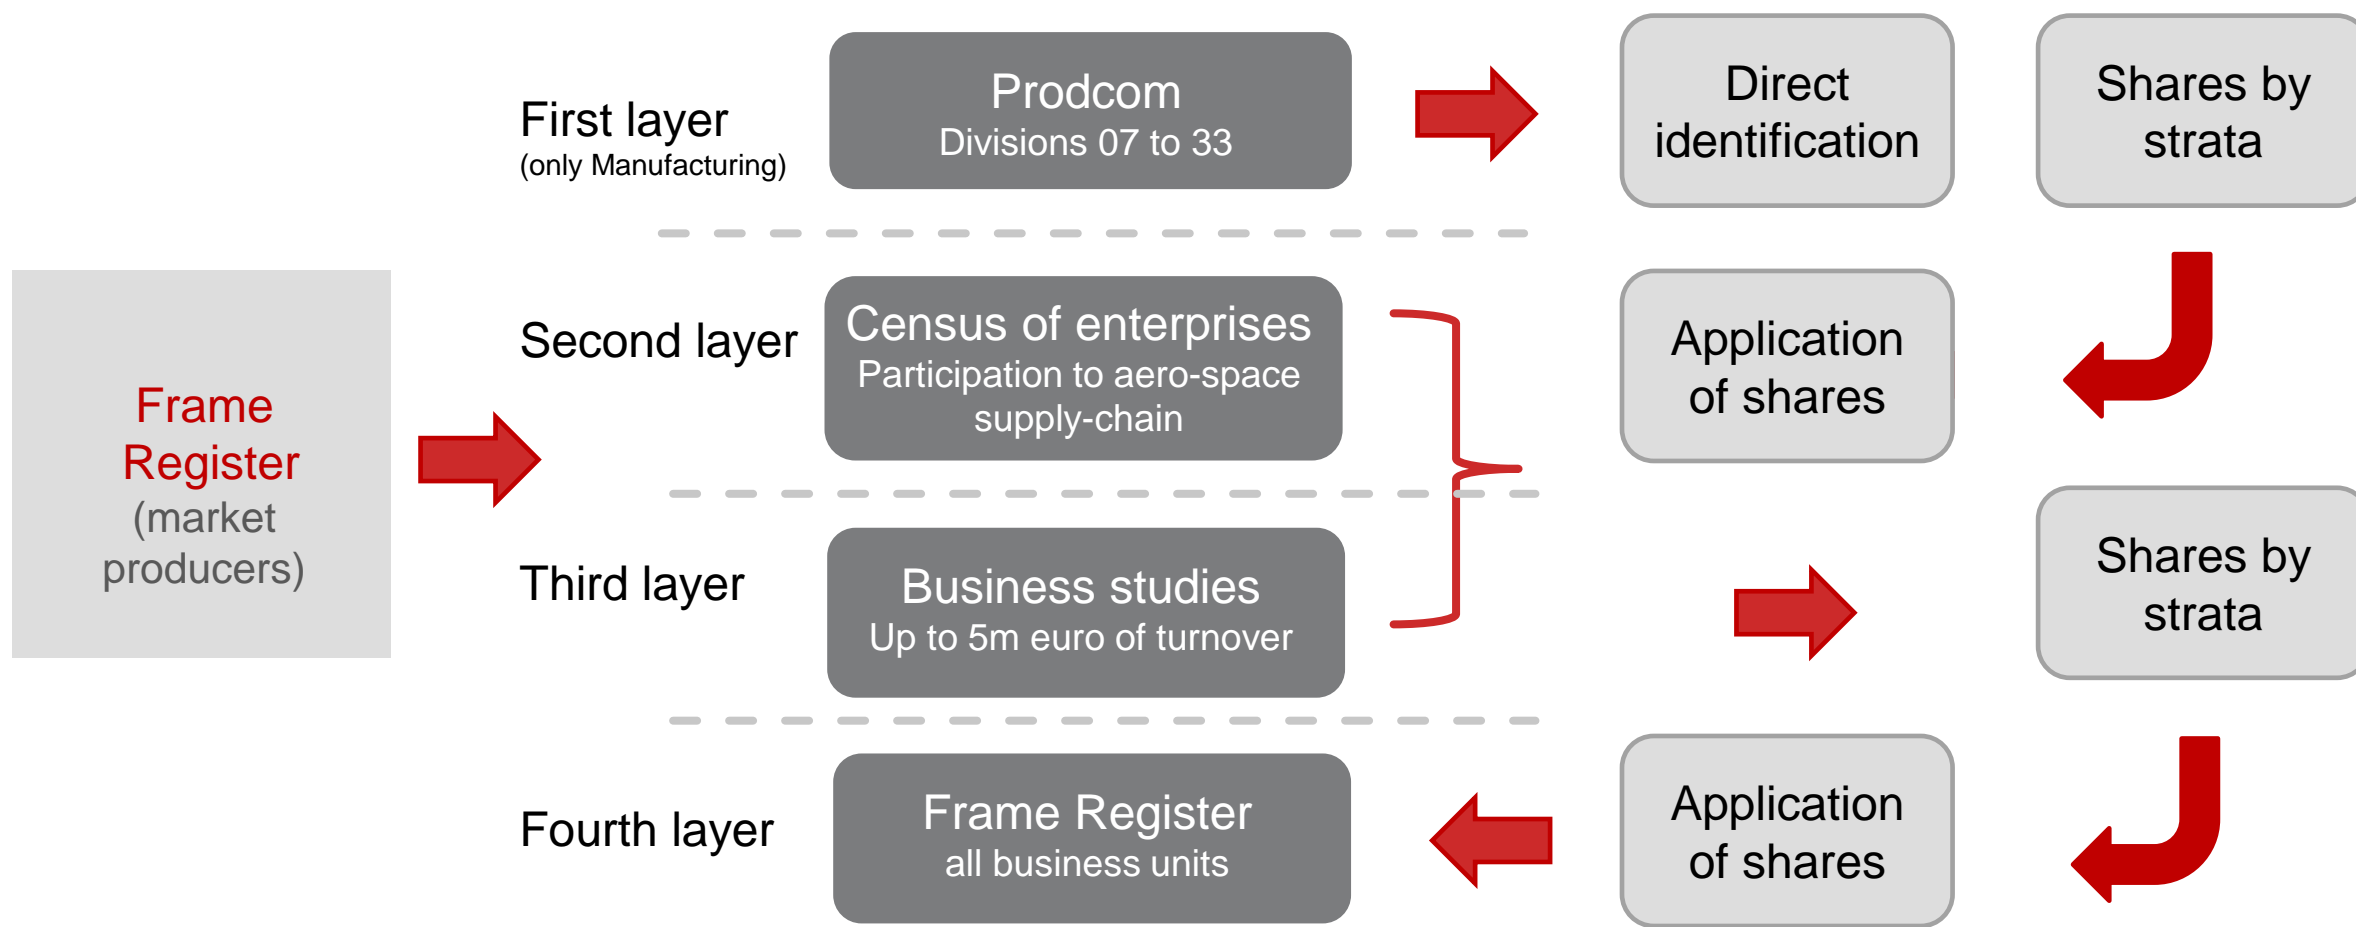 Frame
Register
(market
producers)
First layer
(only Manufacturing)
Prodcom
Divisions 07 to 33
Direct
identification
Shares by
strata
Second layer
Census of enterprises
Participation to aero-space
supply-chain
Application
of shares
Third layer
Business studies
Up to 5m euro of turnover
Shares by
strata
Fourth layer
Frame Register
all business units
Application
of shares